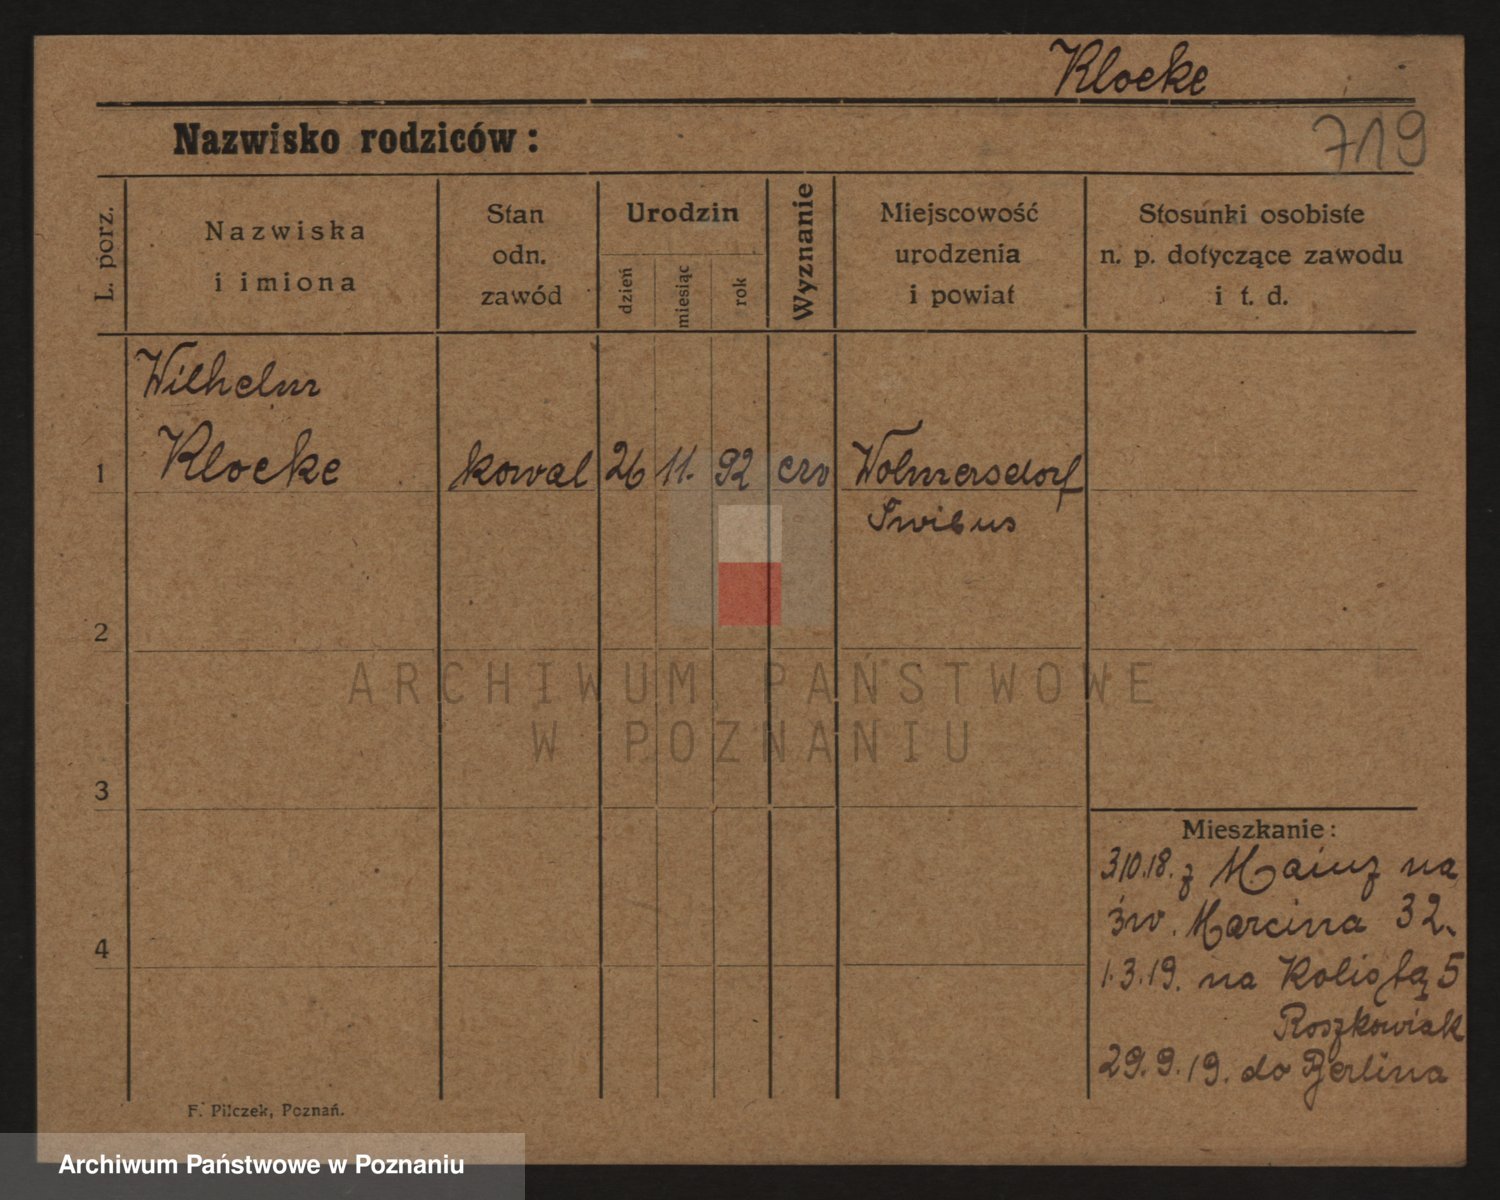 Klocke
Nazwisko rodziców:
719
L. porz.
Nazwiska
i imiona
Stan
odn.
zawód
Urodzin
dzień
miesiąc
rok
Wyznanie
Miejscowość
urodzenia
i powiat
Stosunki osobiste
n. p. dotyczące zawodu
i t. d.
Wilhelm
1 Klocke kowal 26 11. 92 ew Wolmersdorf
Swibus
2
3
4
Mieszkanie:
3/10.18. z Mainz na
św. Marcina 32.
1.3.19. na Kolistą 5
Roszkowiak
29.9.19. do Berlina
F. Pilczek, Poznań.
ARCHIWUM PAŃSTWOWE
W POZNANIU
Archiwum Państwowe w Poznaniu